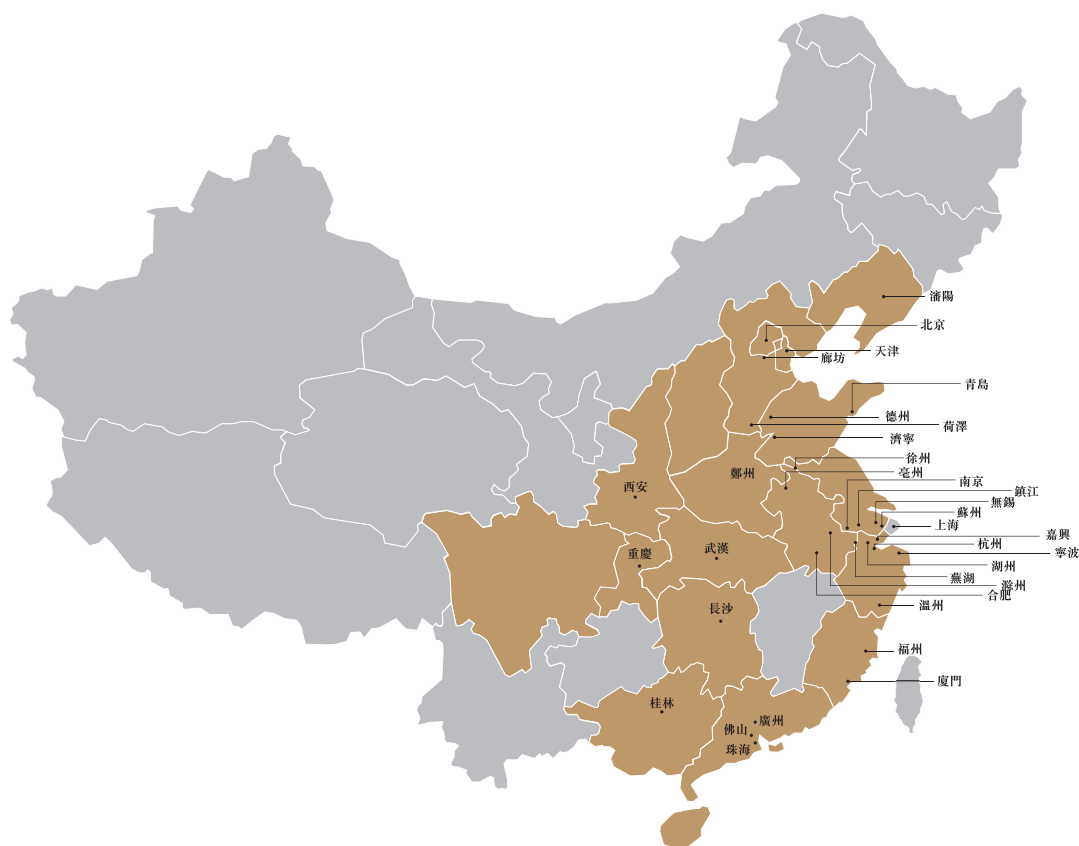 瀋陽
北京
天津
廊坊
青島
德州
荷澤
濟寧
徐州
鄭州
亳州
南京
西安
鎮江
無錫
蘇州
上海
嘉興
杭州
武漢
寧波
重慶
湖州
蕪湖
滁州
合肥
溫州
長沙
福州
廈門
桂林
廣州
佛山
珠海